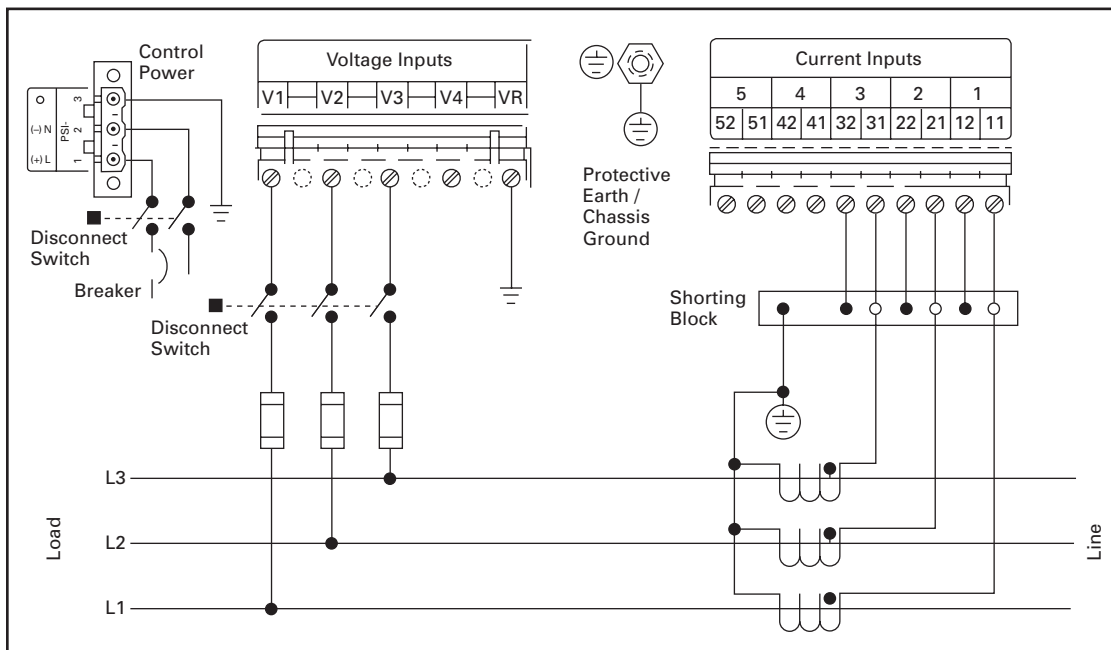 Control
Power
Voltage Inputs
V1 V2 V3 V4 VR
3
2
1
PSI-
(–) N
(+) L
–
–
Disconnect
Switch
Breaker
Disconnect
Switch
Protective
Earth /
Chassis
Ground
Current Inputs
5 4 3 2 1
52 51 42 41 32 31 22 21 12 11
Shorting
Block
L3
L2
L1
Load
Line